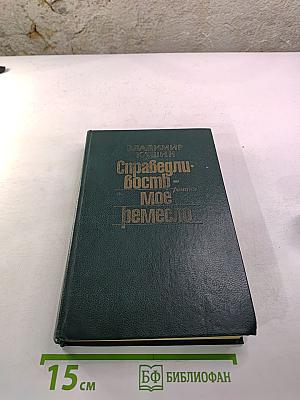 ВЛАДИМИР
КАШИН
Справедли-
вость -
мое
ремесло
15 см
БФ БИБЛИОФАН